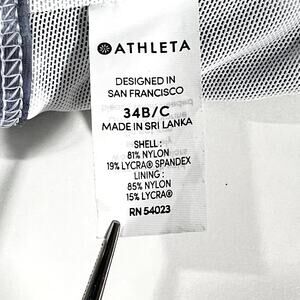 ATHLETA
DESIGNED IN
SAN FRANCISCO
34B/C
MADE IN SRI LANKA
SHELL :
81% NYLON
19% LYCRA® SPANDEX
LINING :
85% NYLON
15% LYCRA®
RN 54023